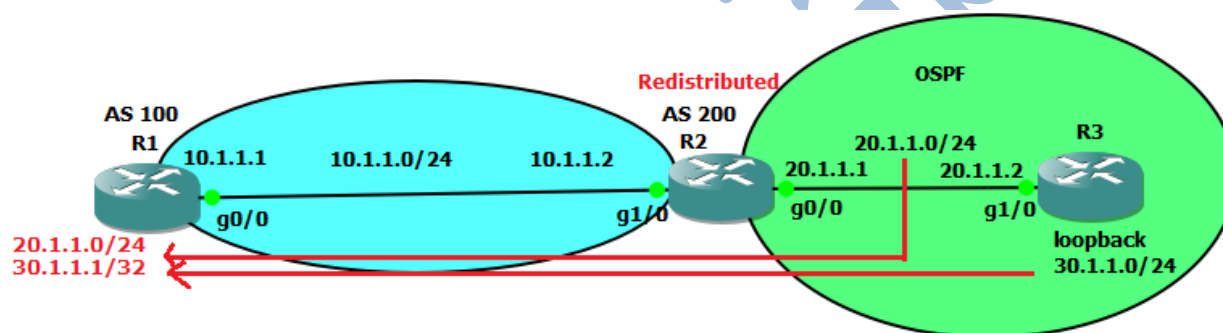 OSPF
Redistributed
AS 100
AS 200
R1
R2
R3
10.1.1.1
10.1.1.0/24
10.1.1.2
20.1.1.0/24
20.1.1.1
20.1.1.2
g0/0
g1/0
g0/0
g1/0
20.1.1.0/24
30.1.1.1/32
loopback
30.1.1.0/24